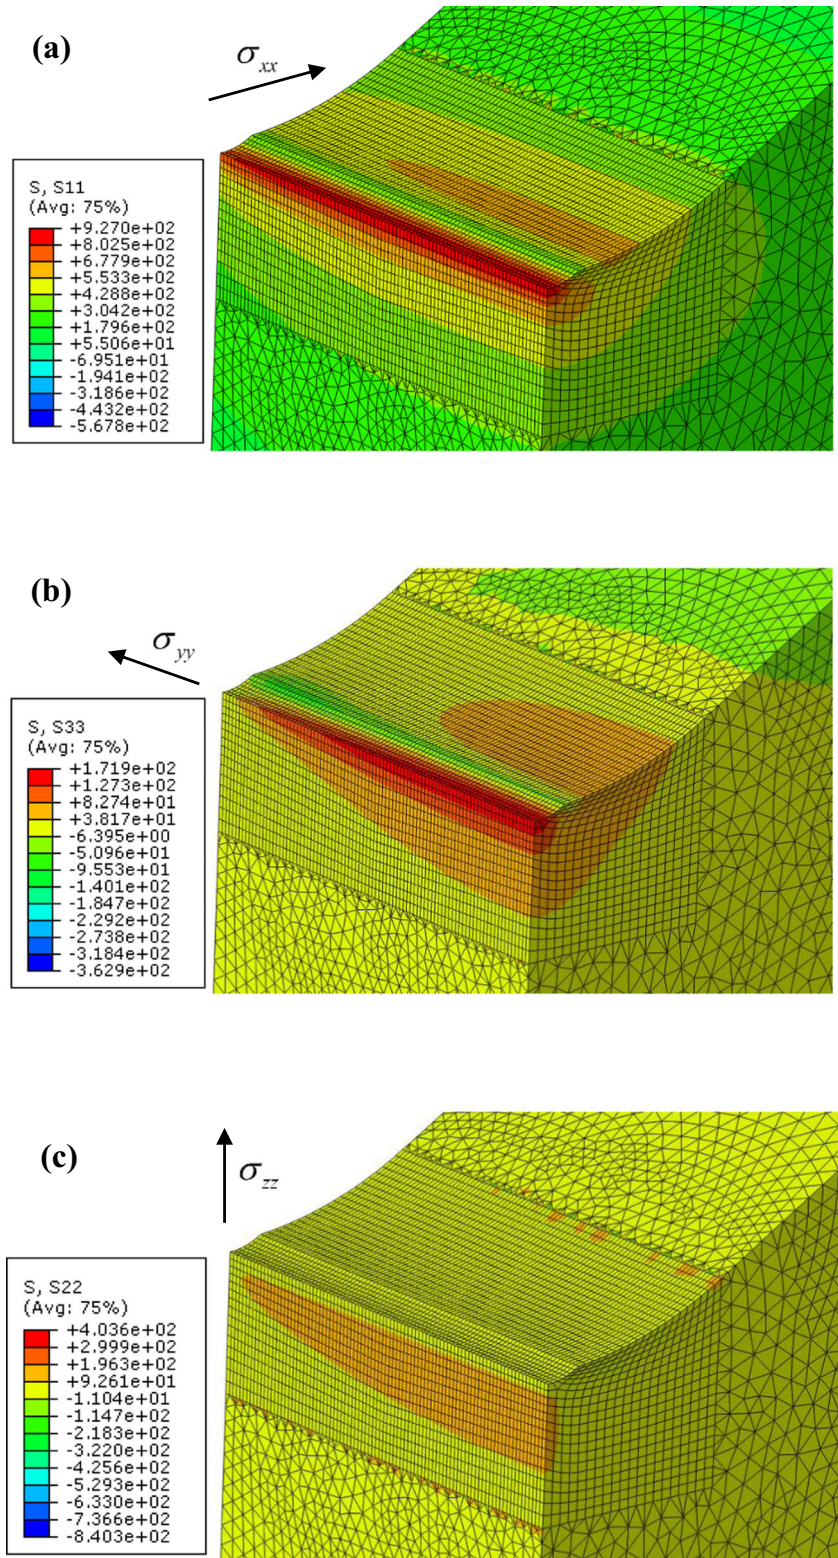 (a)
σxx
S, S11
(Avg: 75%)
+9.270e+02
+8.025e+02
+6.779e+02
+5.533e+02
+4.288e+02
+3.042e+02
+1.796e+02
+5.506e+01
-6.951e+01
-1.941e+02
-3.186e+02
-4.432e+02
-5.678e+02
(b)
σyy
S, S33
(Avg: 75%)
+1.719e+02
+1.273e+02
+8.274e+01
+3.817e+01
-6.395e+00
-5.096e+01
-9.553e+01
-1.401e+02
-1.847e+02
-2.292e+02
-2.738e+02
-3.184e+02
-3.629e+02
(c)
σzz
S, S22
(Avg: 75%)
+4.036e+02
+2.999e+02
+1.963e+02
+9.261e+01
-1.104e+01
-1.147e+02
-2.183e+02
-3.220e+02
-4.256e+02
-5.293e+02
-6.330e+02
-7.366e+02
-8.403e+02